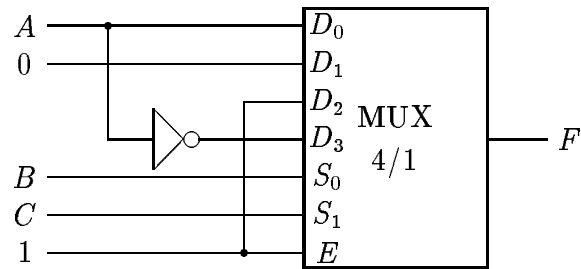 A D₀
0 D₁
D₂
MUX
D₃ F
4/1
B S₀
C S₁
1 E